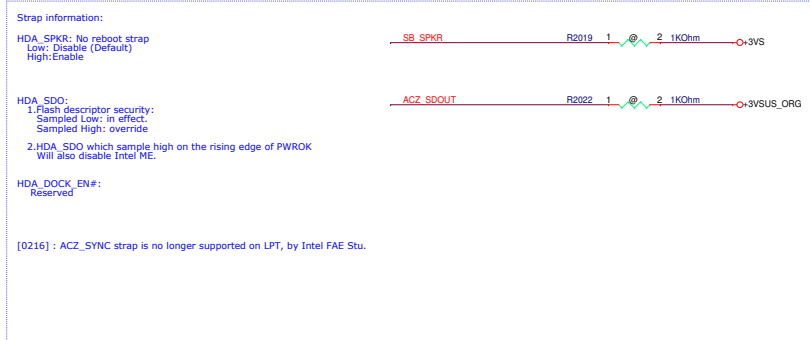 Strap information:
HDA_SPKR: No reboot strap
Low: Disable (Default)
High:Enable
SB_SPKR R2019 1 @ 2 1KOhm +3VS
HDA_SDO:
1.Flash descriptor security:
Sampled Low: in effect.
Sampled High: override
ACZ_SDOUT R2022 1 @ 2 1KOhm +3VSUS_ORG
2.HDA_SDO which sample high on the rising edge of PWROK
Will also disable Intel ME.
HDA_DOCK_EN#:
Reserved
[0216] : ACZ_SYNC strap is no longer supported on LPT, by Intel FAE Stu.